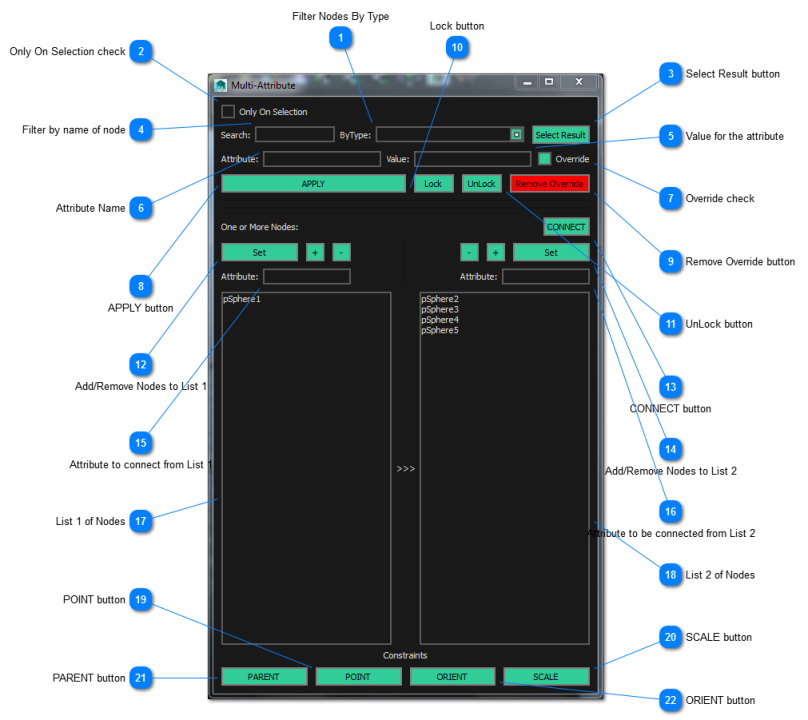 Filter Nodes By Type
1
Lock button
10
Only On Selection check
2
3
Select Result button
Multi-Attribute
Only On Selection
Filter by name of node
4
Search:
ByType:
Select Result
5
Value for the attribute
Attribute:
Value:
Override
APPLY
Lock
UnLock
Remove Override
Attribute Name
6
7
Override check
One or More Nodes:
CONNECT
Set
+
-
-
+
Set
9
Remove Override button
Attribute:
Attribute:
8
APPLY button
pSphere1
pSphere2
pSphere3
pSphere4
pSphere5
11
UnLock button
12
Add/Remove Nodes to List 1
13
CONNECT button
15
Attribute to connect from List 1
14
Add/Remove Nodes to List 2
>>>
List 1 of Nodes
17
16
Attribute to be connected from List 2
18
List 2 of Nodes
POINT button
19
20
SCALE button
Constraints
PARENT
POINT
ORIENT
SCALE
PARENT button
21
22
ORIENT button